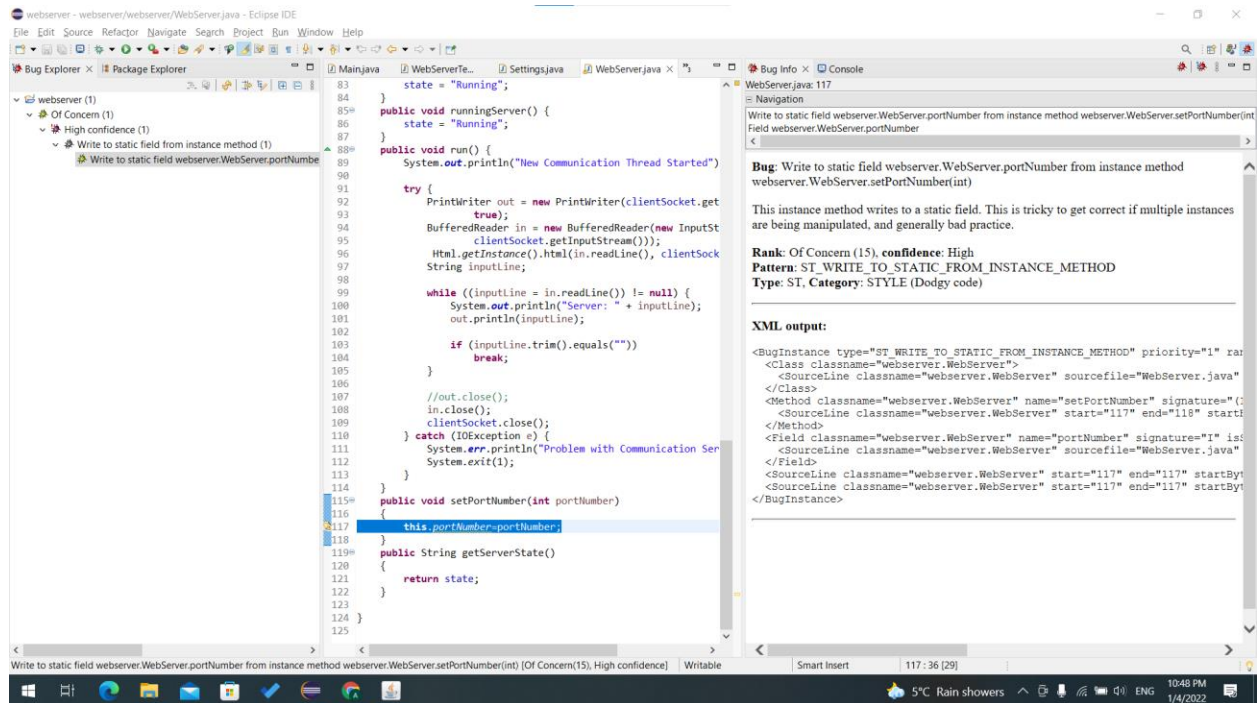 webserver - webserver/webserver/WebServer.java - Eclipse IDE
File Edit Source Refactor Navigate Search Project Run Window Help
Bug Explorer Package Explorer
webserver (1)
Of Concern (1)
High confidence (1)
Write to static field from instance method (1)
Write to static field webserver.WebServer.portNumbe
Main.java WebServerTe... Settings.java WebServer.java
83 state = "Running";
84 }
85 public void runningServer() {
86 state = "Running";
87 }
88 public void run() {
89 System.out.println("New Communication Thread Started")
90
91 try {
92 PrintWriter out = new PrintWriter(clientSocket.get
93 true);
94 BufferedReader in = new BufferedReader(new InputSt
95 clientSocket.getInputStream()));
96 Html.getInstance().html(in.readLine(), clientSock
97 String inputLine;
98
99 while ((inputLine = in.readLine()) != null) {
100 System.out.println("Server: " + inputLine);
101 out.println(inputLine);
102
103 if (inputLine.trim().equals(""))
104 break;
105 }
106
107 //out.close();
108 in.close();
109 clientSocket.close();
110 } catch (IOException e) {
111 System.err.println("Problem with Communication Ser
112 System.exit(1);
113 }
114 }
115 public void setPortNumber(int portNumber)
116 {
117 this.portNumber=portNumber;
118 }
119 public String getServerState()
120 {
121 return state;
122 }
123
124 }
125
Bug Info Console
WebServer.java: 117
Navigation
Write to static field webserver.WebServer.portNumber from instance method webserver.WebServer.setPortNumber(int
Field webserver.WebServer.portNumber
Bug: Write to static field webserver.WebServer.portNumber from instance method
webserver.WebServer.setPortNumber(int)
This instance method writes to a static field. This is tricky to get correct if multiple instances
are being manipulated, and generally bad practice.
Rank: Of Concern (15), confidence: High
Pattern: ST_WRITE_TO_STATIC_FROM_INSTANCE_METHOD
Type: ST, Category: STYLE (Dodgy code)
XML output:
<BugInstance type="ST_WRITE_TO_STATIC_FROM_INSTANCE_METHOD" priority="1" ran
<Class classname="webserver.WebServer">
<SourceLine classname="webserver.WebServer" sourcefile="WebServer.java"
</Class>
<Method classname="webserver.WebServer" name="setPortNumber" signature="(I
<SourceLine classname="webserver.WebServer" start="117" end="118" startB
</Method>
<Field classname="webserver.WebServer" name="portNumber" signature="I" isS
<SourceLine classname="webserver.WebServer" sourcefile="WebServer.java"
</Field>
<SourceLine classname="webserver.WebServer" start="117" end="117" startByt
<SourceLine classname="webserver.WebServer" start="117" end="117" startByt
</BugInstance>
Write to static field webserver.WebServer.portNumber from instance method webserver.WebServer.setPortNumber(int) [Of Concern(15), High confidence] Writable Smart Insert 117 : 36 [29]
5°C Rain showers ENG 10:48 PM
1/4/2022